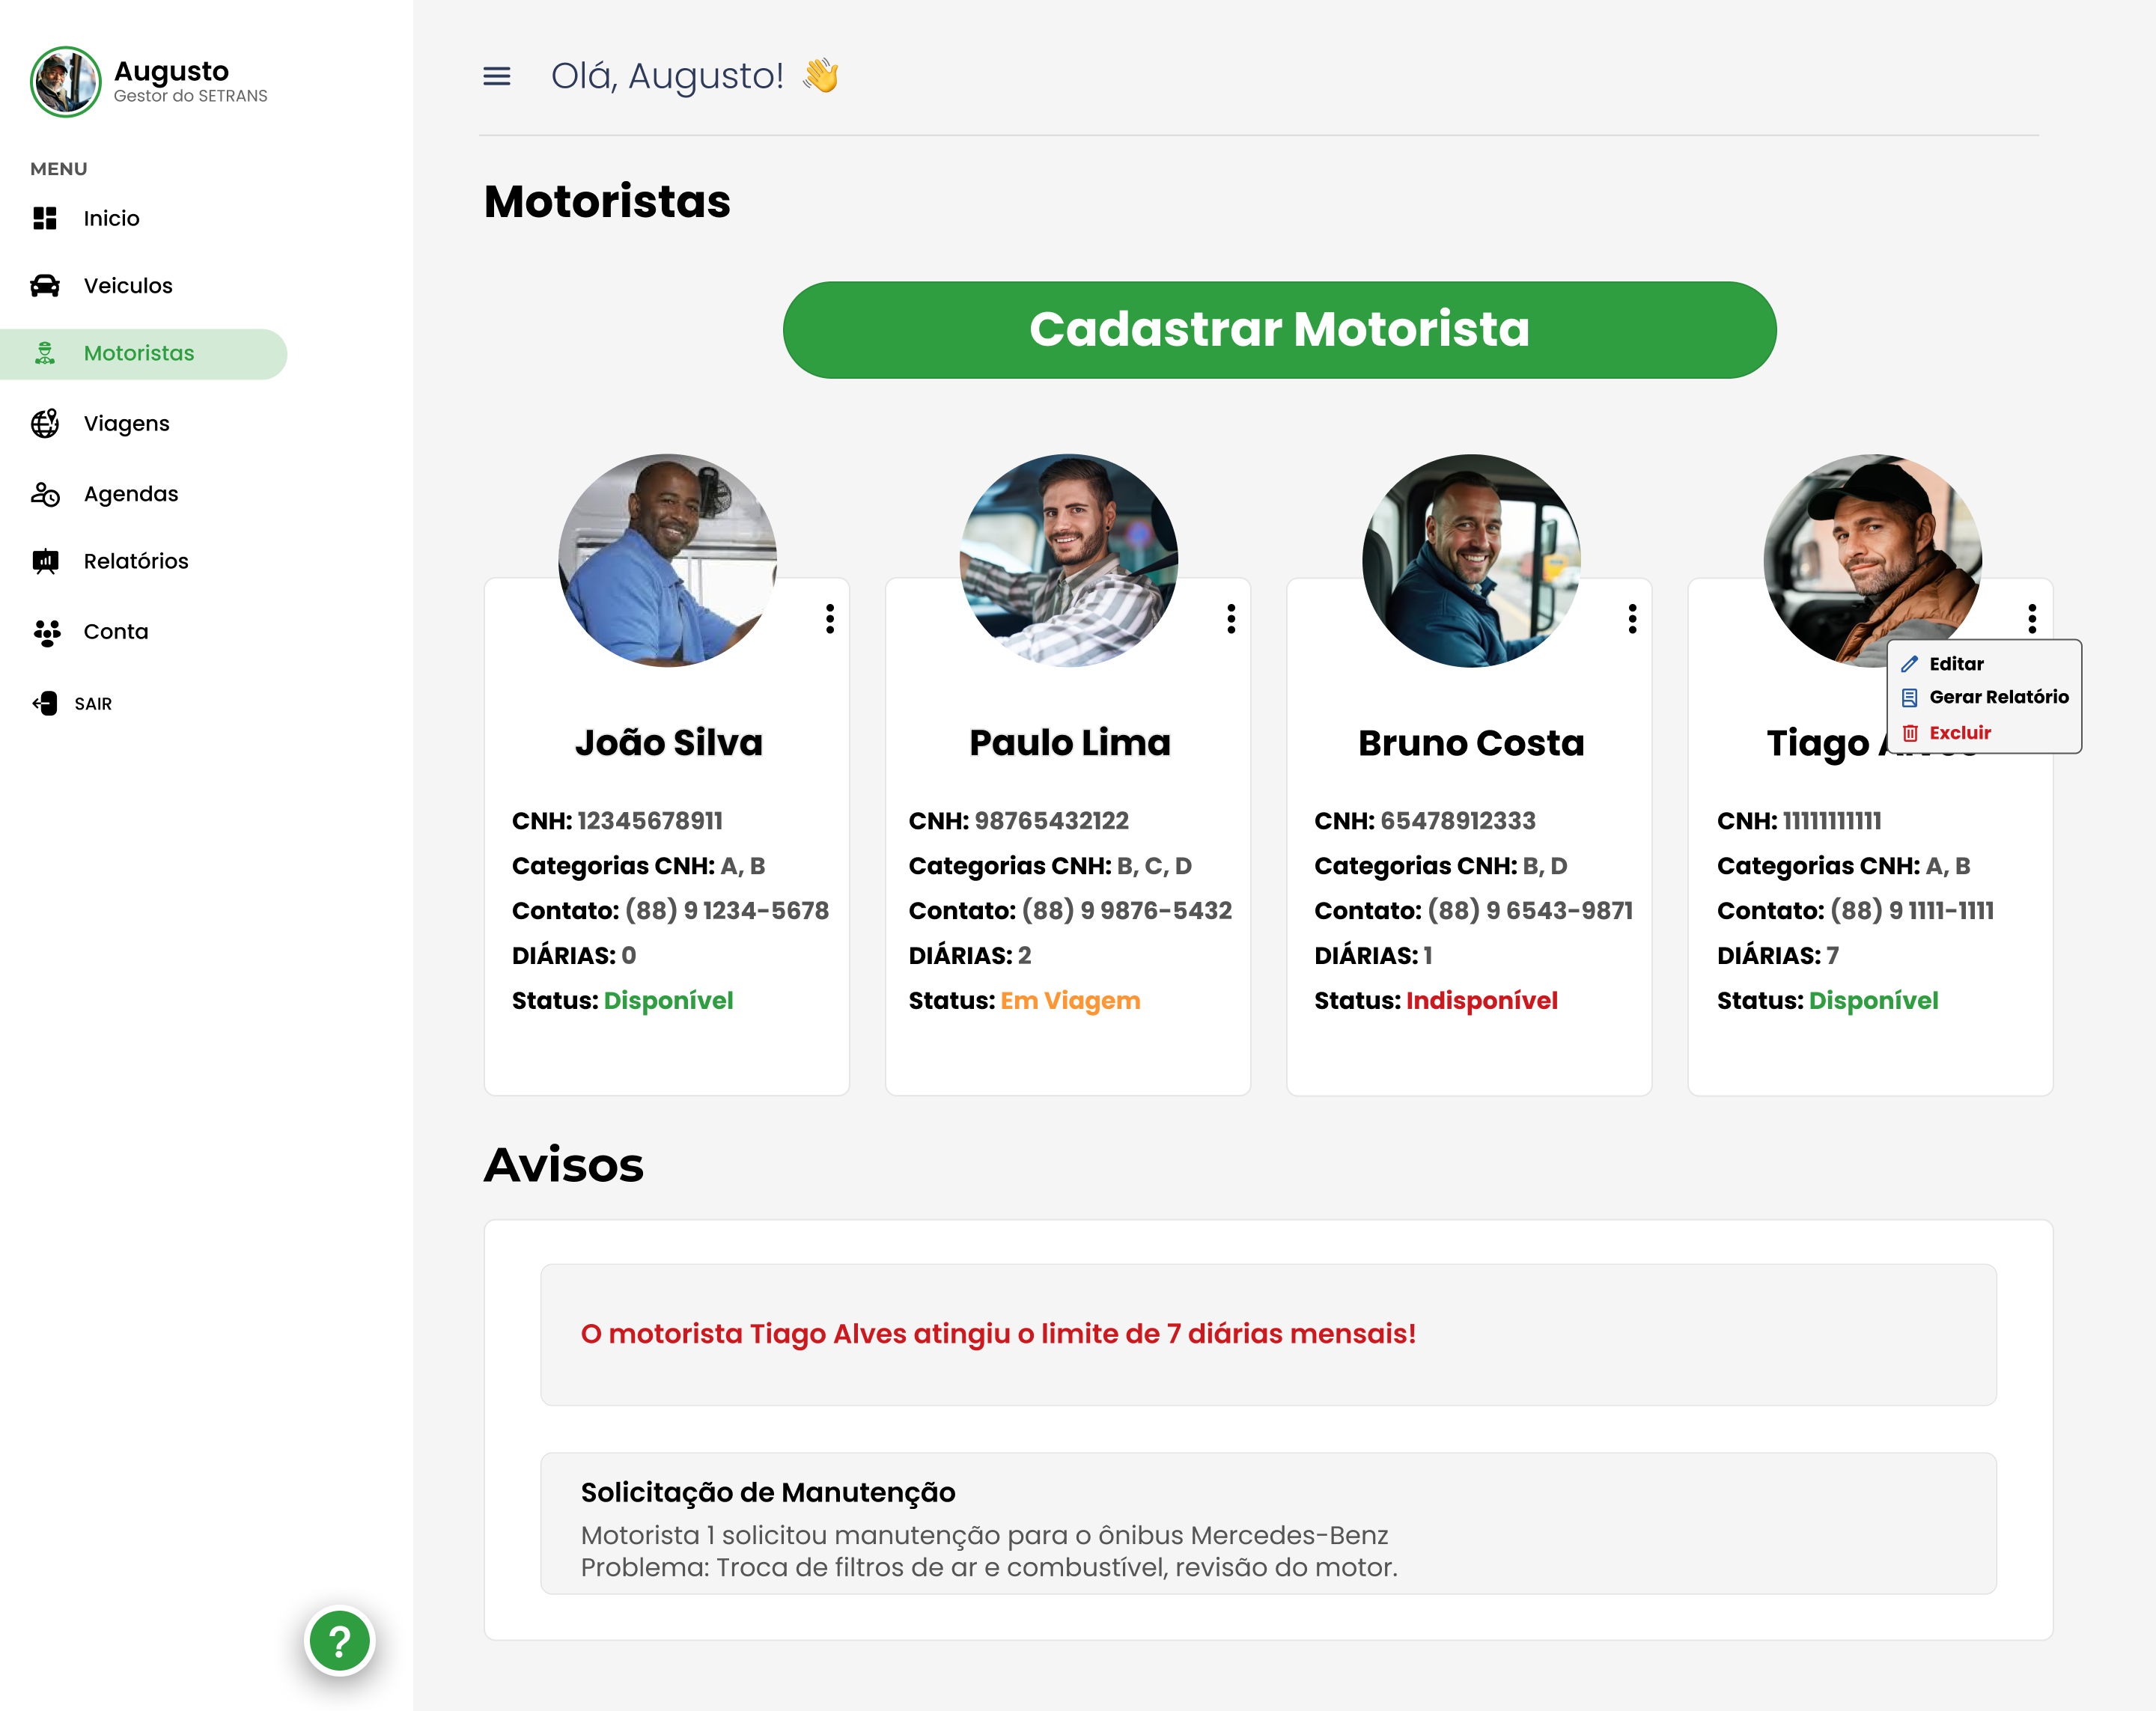 Augusto
Gestor do SETRANS
MENU
Inicio
Veiculos
Motoristas
Viagens
Agendas
Relatórios
Conta
SAIR
?
Olá, Augusto! 👋
Motoristas
Cadastrar Motorista
João Silva
CNH: 12345678911
Categorias CNH: A, B
Contato: (88) 9 1234-5678
DIÁRIAS: 0
Status: Disponível
Paulo Lima
CNH: 98765432122
Categorias CNH: B, C, D
Contato: (88) 9 9876-5432
DIÁRIAS: 2
Status: Em Viagem
Bruno Costa
CNH: 65478912333
Categorias CNH: B, D
Contato: (88) 9 6543-9871
DIÁRIAS: 1
Status: Indisponível
Editar
Gerar Relatório
Excluir
Tiago
CNH: 11111111111
Categorias CNH: A, B
Contato: (88) 9 1111-1111
DIÁRIAS: 7
Status: Disponível
Avisos
O motorista Tiago Alves atingiu o limite de 7 diárias mensais!
Solicitação de Manutenção
Motorista 1 solicitou manutenção para o ônibus Mercedes-Benz
Problema: Troca de filtros de ar e combustível, revisão do motor.